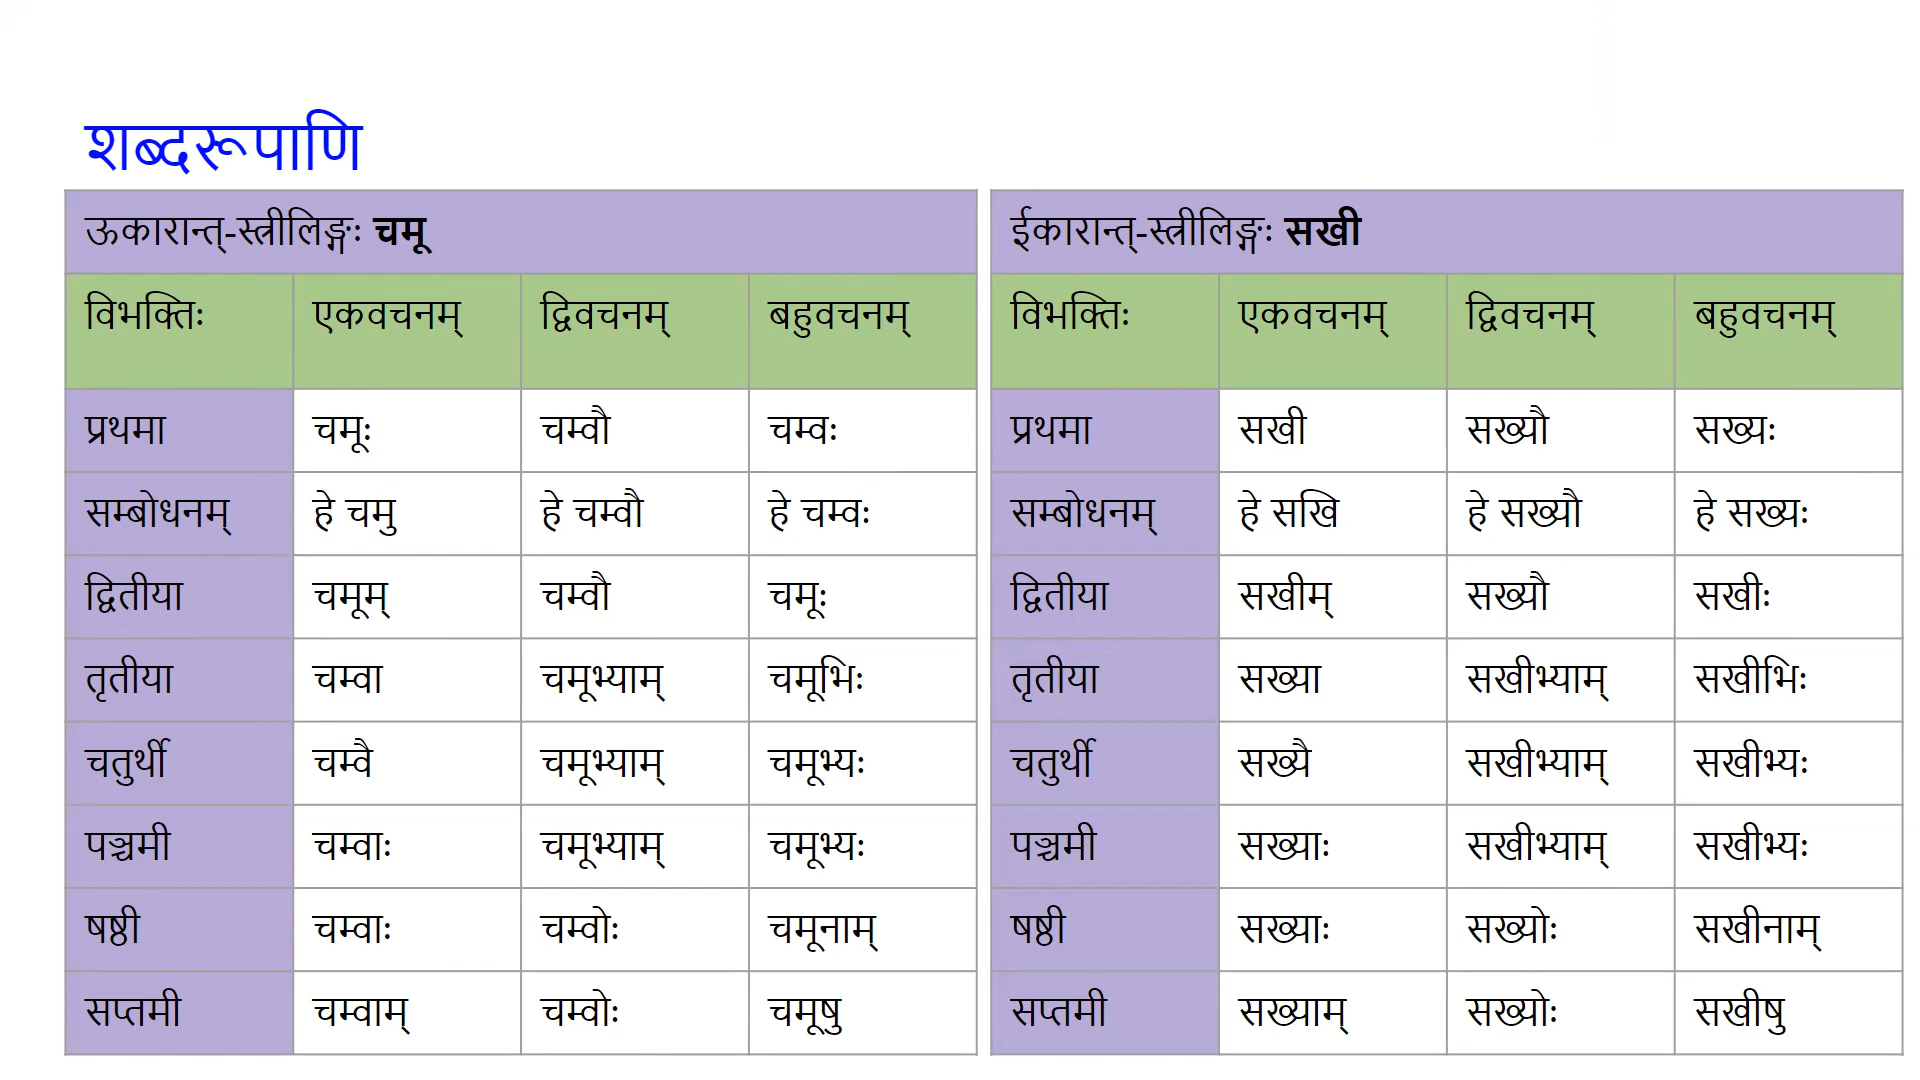 शब्दरूपाणि
ऊकारान्त्-स्त्रीलिङ्गः चमू
विभक्तिः एकवचनम् द्विवचनम् बहुवचनम्
प्रथमा चमूः चम्वौ चम्वः
सम्बोधनम् हे चमु हे चम्वौ हे चम्वः
द्वितीया चमूम् चम्वौ चमूः
तृतीया चम्वा चमूभ्याम् चमूभिः
चतुर्थी चम्वै चमूभ्याम् चमूभ्यः
पञ्चमी चम्वाः चमूभ्याम् चमूभ्यः
षष्ठी चम्वाः चम्वोः चमूनाम्
सप्तमी चम्वाम् चम्वोः चमूषु
ईकारान्त्-स्त्रीलिङ्गः सखी
विभक्तिः एकवचनम् द्विवचनम् बहुवचनम्
प्रथमा सखी सख्यौ सख्यः
सम्बोधनम् हे सखि हे सख्यौ हे सख्यः
द्वितीया सखीम् सख्यौ सखीः
तृतीया सख्या सखीभ्याम् सखीभिः
चतुर्थी सख्यै सखीभ्याम् सखीभ्यः
पञ्चमी सख्याः सखीभ्याम् सखीभ्यः
षष्ठी सख्याः सख्योः सखीनाम्
सप्तमी सख्याम् सख्योः सखीषु